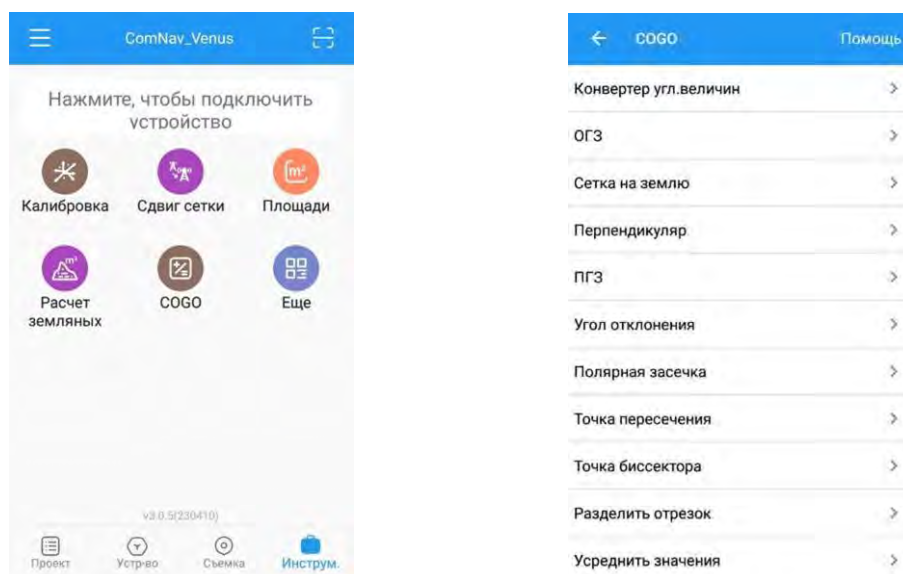 ComNav_Venus
Нажмите, чтобы подключить
устройство
Калибровка
Сдвиг сетки
Площади
Расчет
земляных
COGO
Еще
v3.0.5(230410)
Проект
Устр-во
Съемка
Инструм.
COGO
Помощь
Конвертер угл.величин
ОГЗ
Сетка на землю
Перпендикуляр
ПГЗ
Угол отклонения
Полярная засечка
Точка пересечения
Точка биссектора
Разделить отрезок
Усреднить значения